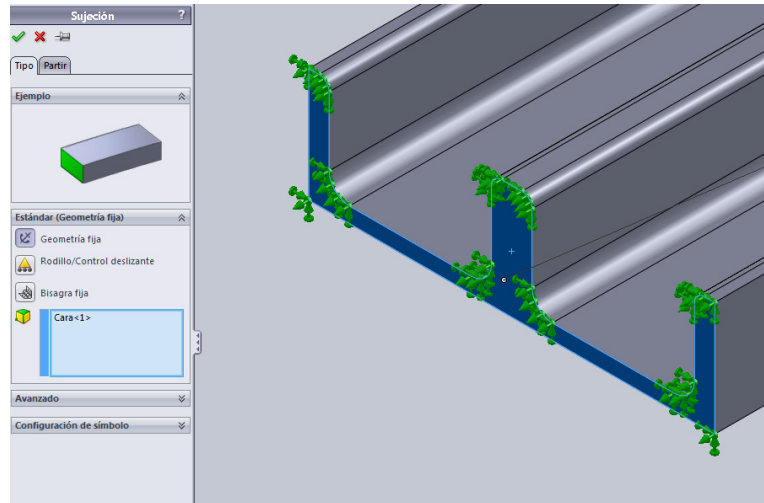 Sujeción ?
Tipo Partir
Ejemplo
Estándar (Geometría fija)
Geometría fija
Rodillo/Control deslizante
Bisagra fija
Cara<1>
Avanzado
Configuración de símbolo